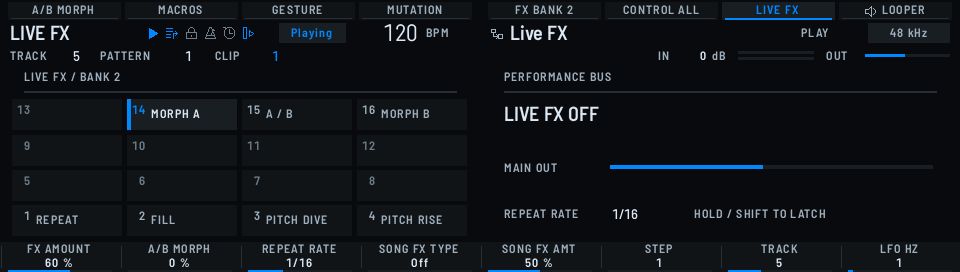 A/B MORPH MACROS GESTURE MUTATION FX BANK 2 CONTROL ALL LIVE FX LOOPER
LIVE FX Playing 120 BPM Live FX PLAY 48 kHz
TRACK 5 PATTERN 1 CLIP 1 IN 0 dB OUT
LIVE FX / BANK 2 PERFORMANCE BUS
13 14 MORPH A 15 A / B 16 MORPH B
LIVE FX OFF
9 10 11 12
MAIN OUT
5 6 7 8
1 REPEAT 2 FILL 3 PITCH DIVE 4 PITCH RISE REPEAT RATE 1/16 HOLD / SHIFT TO LATCH
FX AMOUNT A/B MORPH REPEAT RATE SONG FX TYPE SONG FX AMT STEP TRACK LFO HZ
60 % 0 % 1/16 Off 50 % 1 5 1